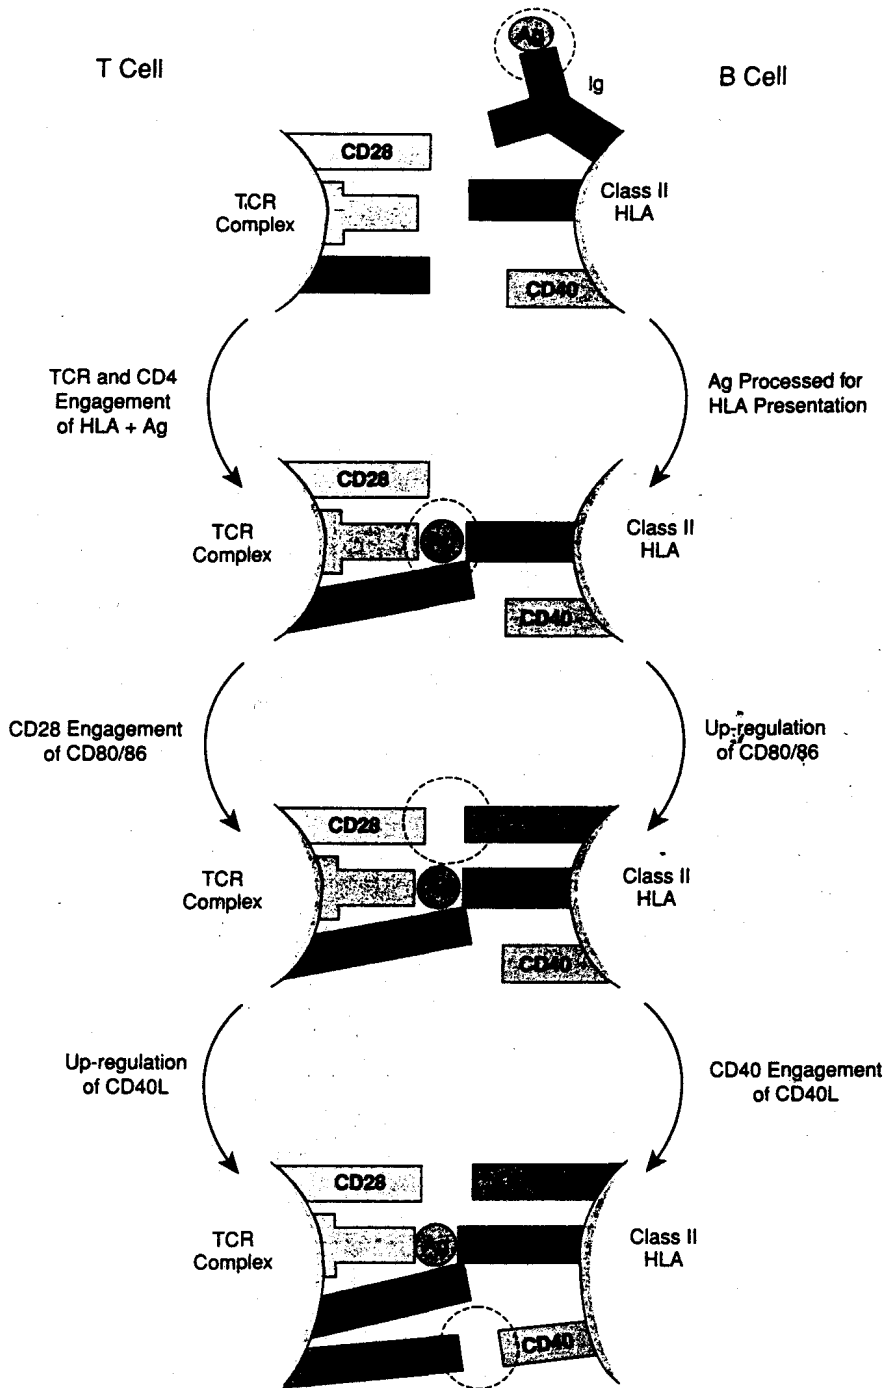 T Cell
B Cell
Ag
Ig
CD28
TCR
Complex
Class II
HLA
CD40
TCR and CD4
Engagement
of HLA + Ag
Ag Processed for
HLA Presentation
CD28
TCR
Complex
Class II
HLA
CD40
CD28 Engagement
of CD80/86
Up-regulation
of CD80/86
CD28
TCR
Complex
Class II
HLA
CD40
Up-regulation
of CD40L
CD40 Engagement
of CD40L
CD28
TCR
Complex
Ag
Class II
HLA
CD40